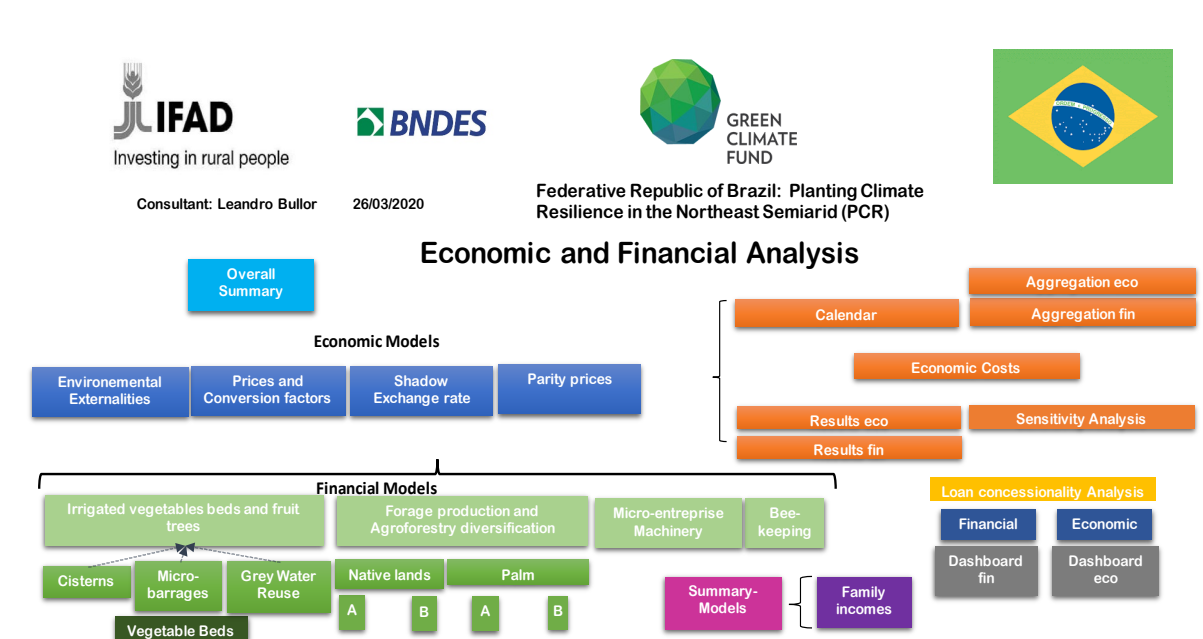 IFAD
Investing in rural people
BNDES
GREEN
CLIMATE
FUND
Consultant: Leandro Bullor 26/03/2020
Federative Republic of Brazil: Planting Climate
Resilience in the Northeast Semiarid (PCR)
Economic and Financial Analysis
Overall
Summary
Aggregation eco
Calendar
Aggregation fin
Economic Models
Economic Costs
Environemental
Externalities
Prices and
Conversion factors
Shadow
Exchange rate
Parity prices
Results eco
Sensitivity Analysis
Results fin
Financial Models
Loan concessionality Analysis
Irrigated vegetables beds and fruit
trees
Forage production and
Agroforestry diversification
Micro-entreprise
Machinery
Bee-
keeping
Financial
Economic
Dashboard
fin
Dashboard
eco
Cisterns
Micro-
barrages
Grey Water
Reuse
Native lands
Palm
A
B
A
B
Summary-
Models
Family
incomes
Vegetable Beds